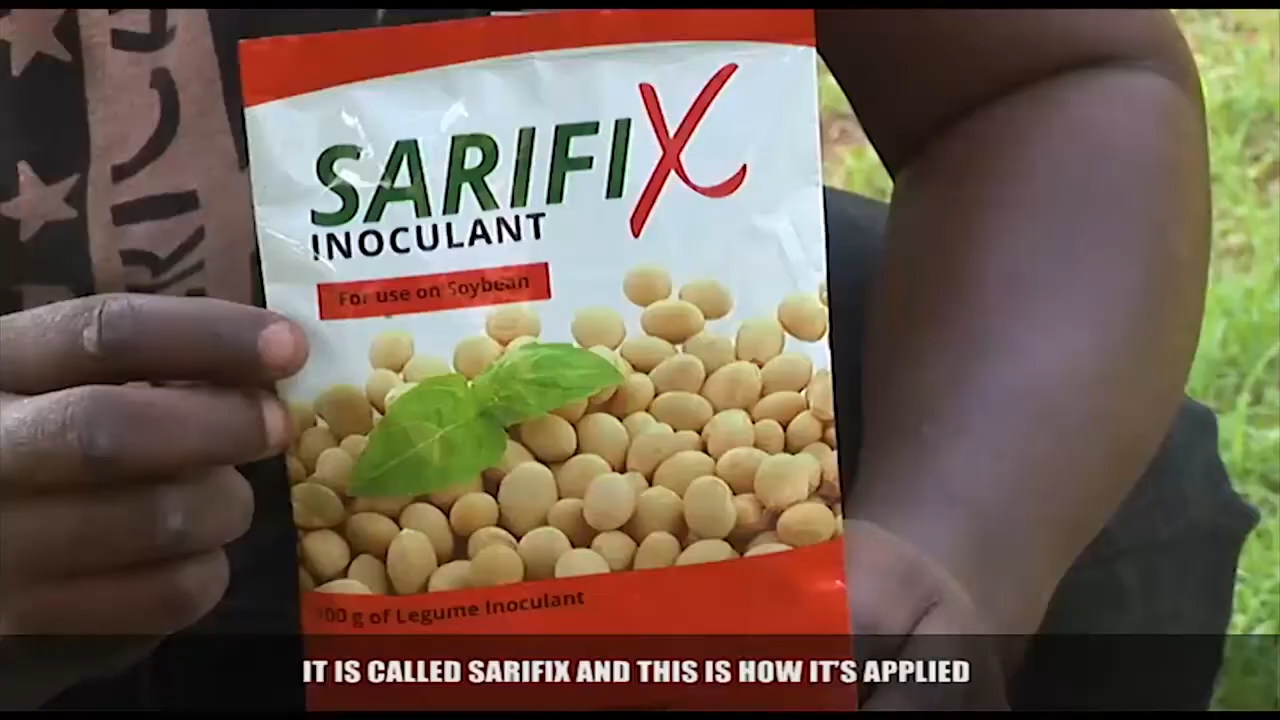 SARIFIX
INOCULANT
For use on Soybean
00 g of Legume Inoculant
IT IS CALLED SARIFIX AND THIS IS HOW IT'S APPLIED